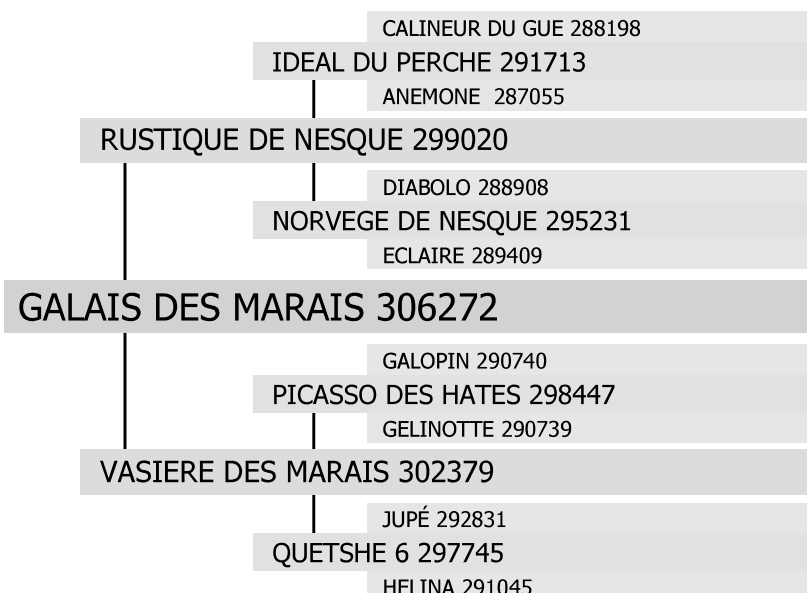 CALINEUR DU GUE 288198
IDEAL DU PERCHE 291713
ANEMONE  287055
RUSTIQUE DE NESQUE 299020
DIABOLO 288908
NORVEGE DE NESQUE 295231
ECLAIRE 289409
GALAIS DES MARAIS 306272
GALOPIN 290740
PICASSO DES HATES 298447
GELINOTTE 290739
VASIERE DES MARAIS 302379
JUPÉ 292831
QUETSHE 6 297745
HELINA 291045